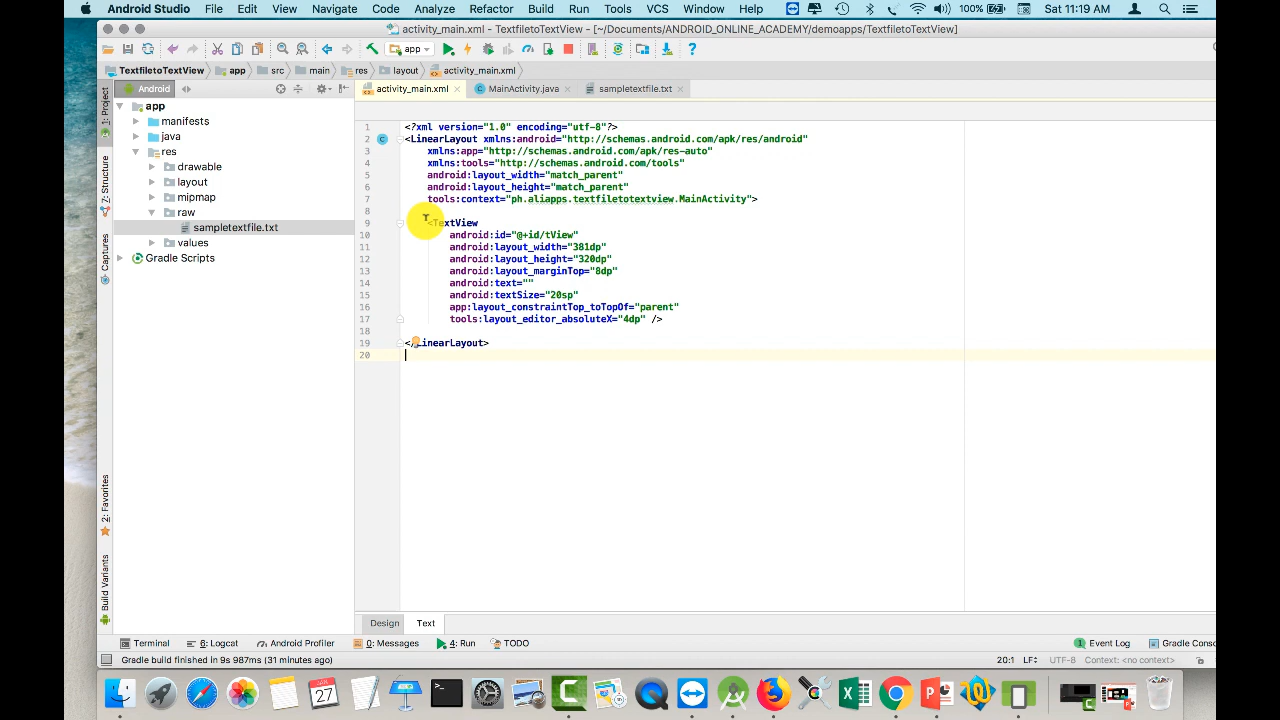 Android Studio File Edit View Navigate Code Analyze Refactor Build Run Tools VCS Window Help 100% Sat 11:19 AM
activity_main.xml - TextfiletoTextView - [~/Documents/ANDROID_ONLINE_ACADEMY/demoapps/TextfiletoTextView]
app
TextfiletoTextView app src main res layout activity_main.xml
Android activity_main.xml MainActivity.java sampletextfile.txt
1: Project
7: Structure
Captures
2: Favorites
Build Variants
app
manifests
java
res
drawable
layout
mipmap
raw
sampletextfile.txt
values
Gradle Scripts
1 <?xml version="1.0" encoding="utf-8"?>
2 <LinearLayout xmlns:android="http://schemas.android.com/apk/res/android"
3 xmlns:app="http://schemas.android.com/apk/res-auto"
4 xmlns:tools="http://schemas.android.com/tools"
5 android:layout_width="match_parent"
6 android:layout_height="match_parent"
7 tools:context="ph.aliapps.textfiletotextview.MainActivity">
8
9 <TextView
10 android:id="@+id/tView"
11 android:layout_width="381dp"
12 android:layout_height="320dp"
13 android:layout_marginTop="8dp"
14 android:text=""
15 android:textSize="20sp"
16 app:layout_constraintTop_toTopOf="parent"
17 tools:layout_editor_absoluteX="4dp" />
18
19 </LinearLayout>
20
Design Text
Terminal 6: Logcat Android Profiler 0: Messages 4: Run TODO 1 Event Log Gradle Cons
Gradle build finished in 9s 987ms (31 minutes ago) 20:1 LF÷ UTF-8 Context: <no context>
27